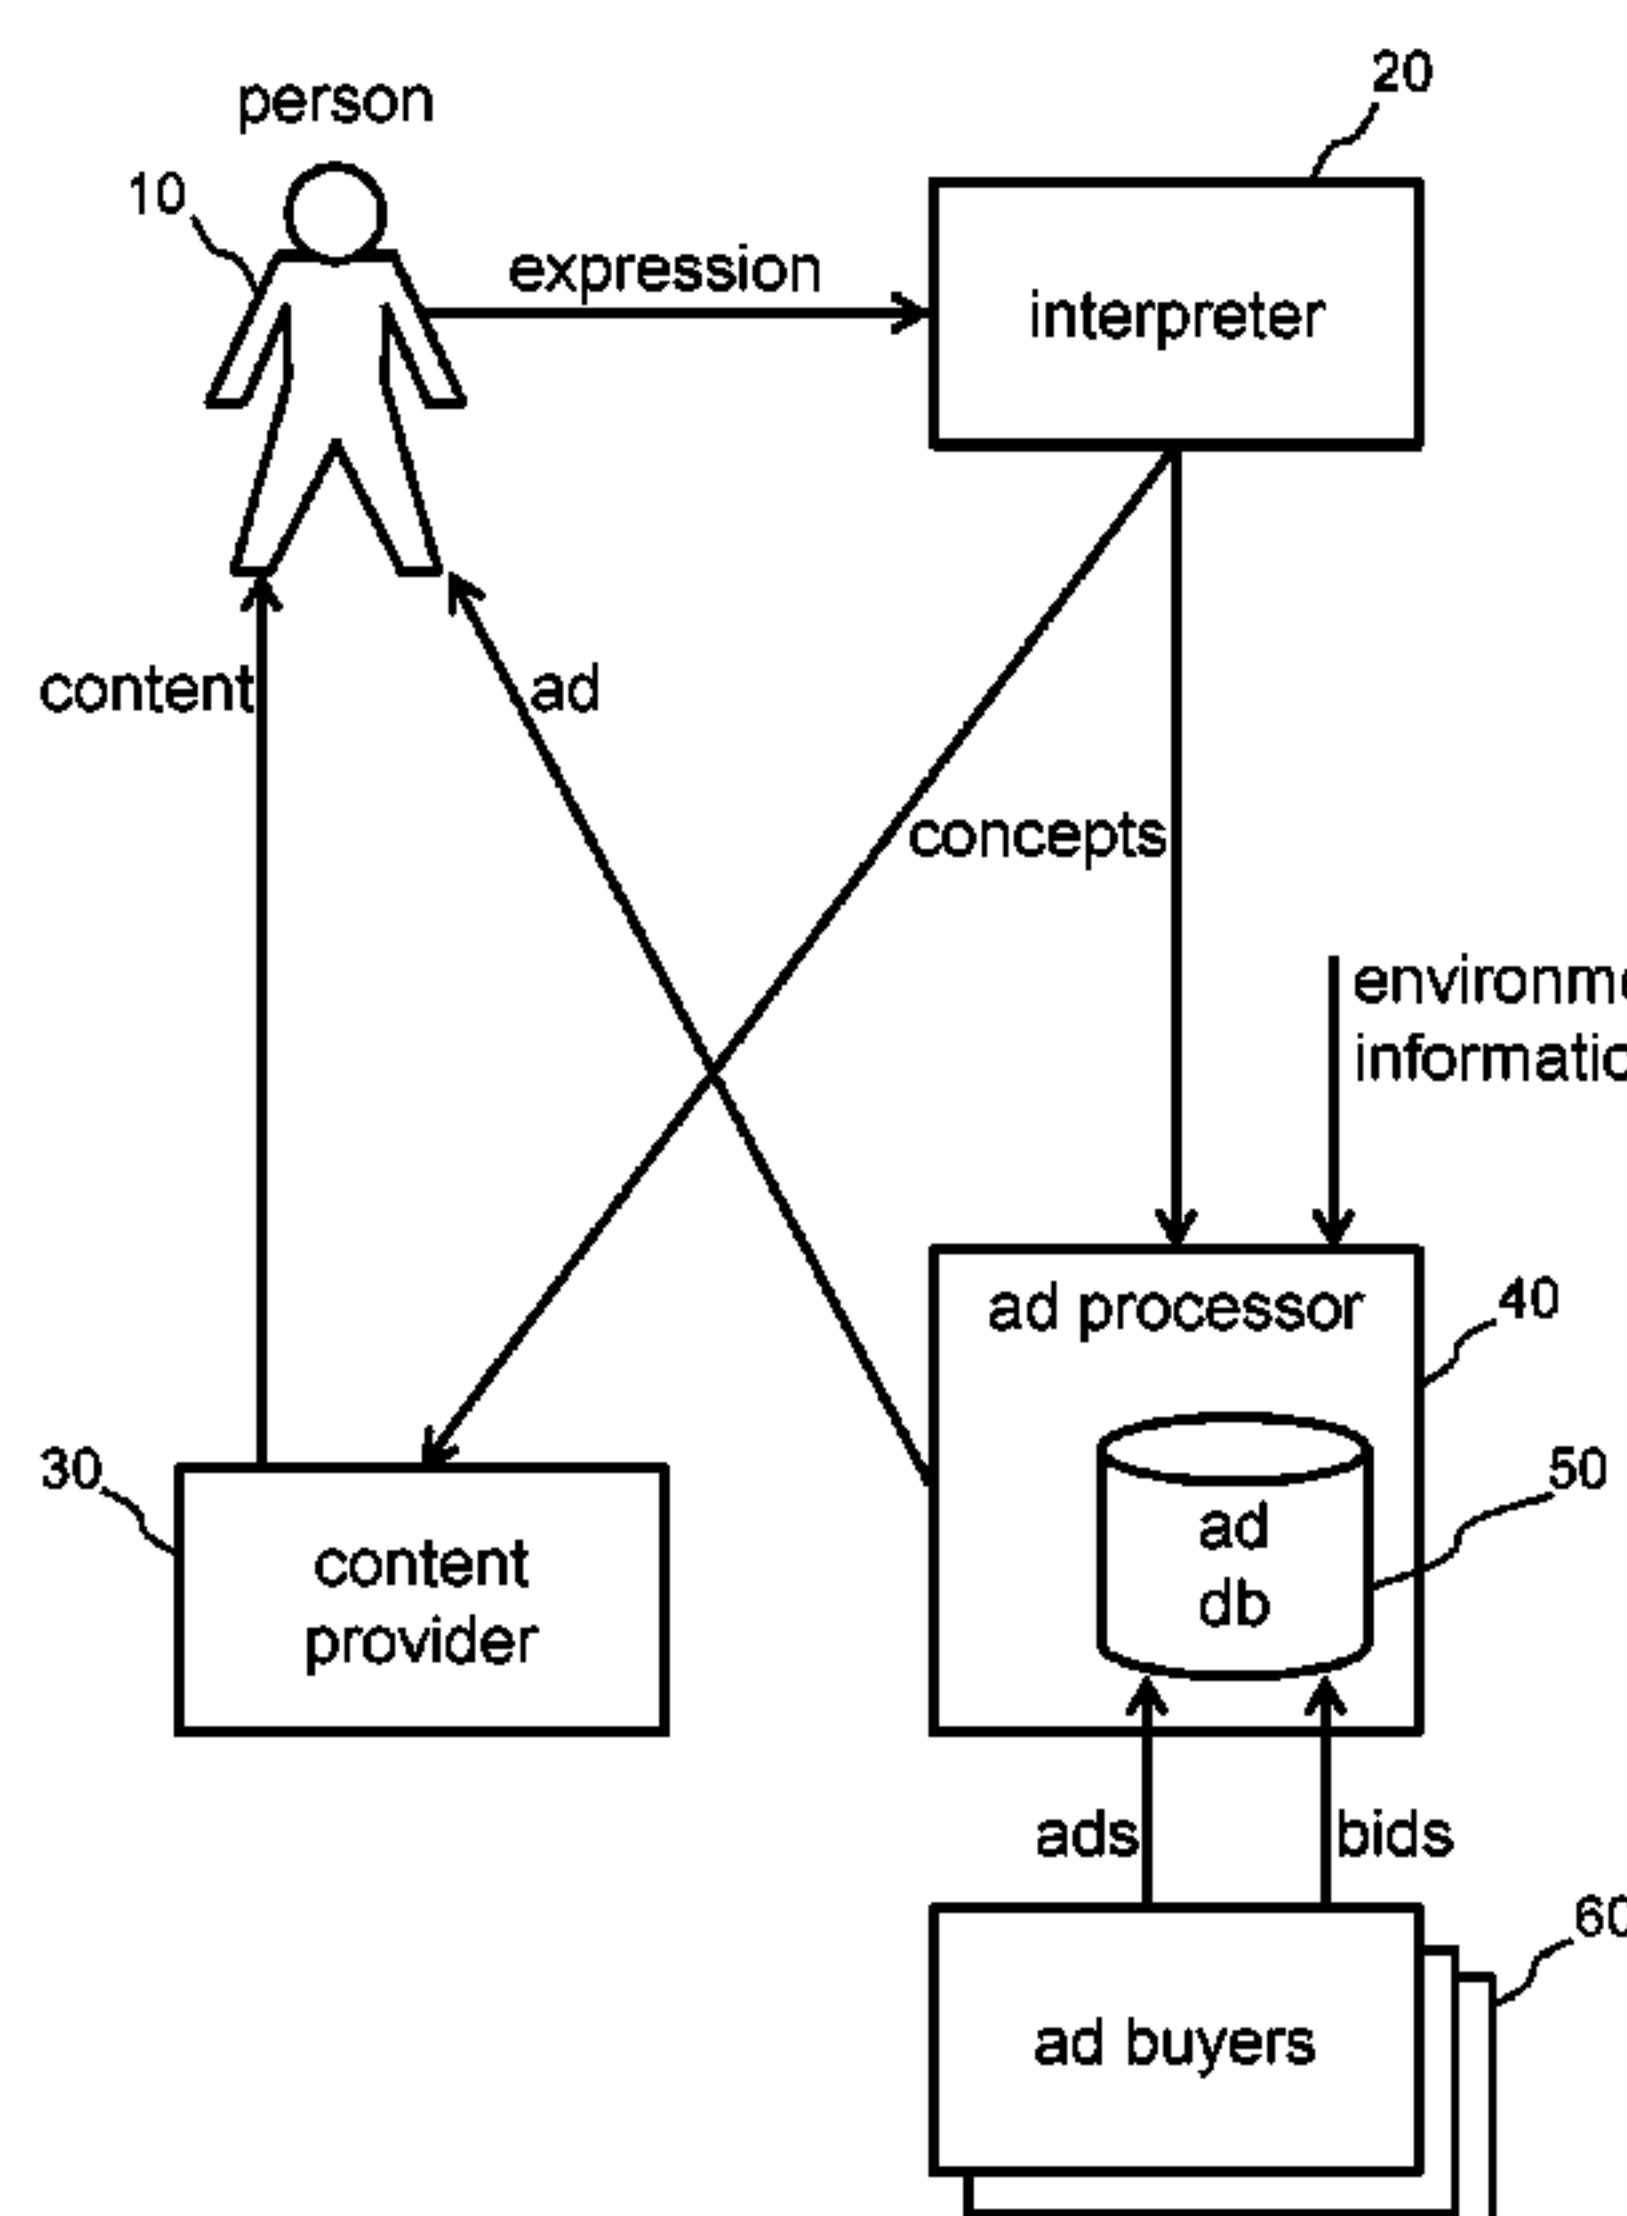 person
20
10
expression
interpreter
content
ad
concepts
ad processor
40
30
50
content
provider
ad
db
ads
bids
60
ad buyers